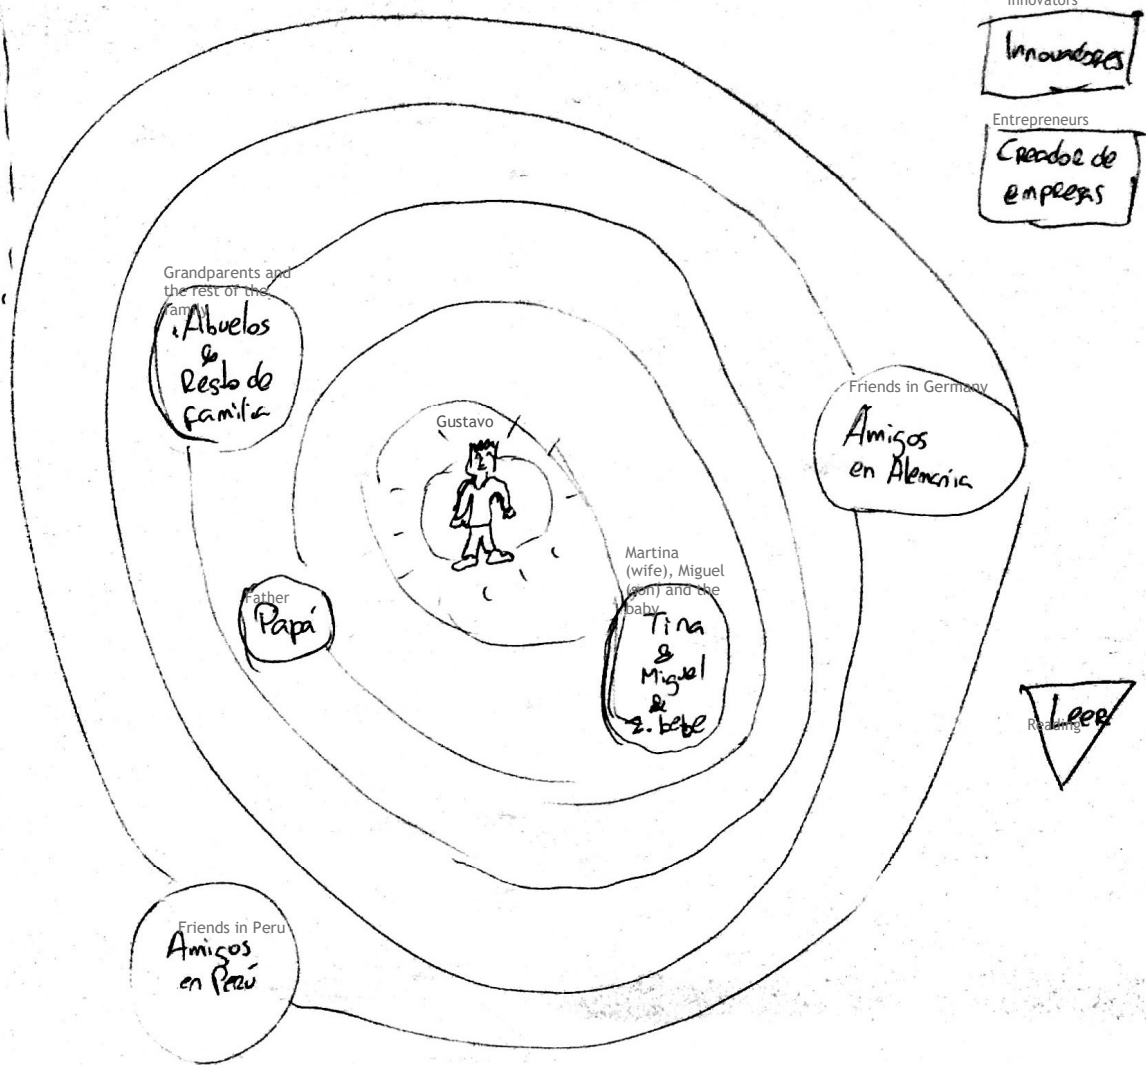 Innovators
Innovadores
Entrepreneurs
Creador de
empresas
Grandparents and
the rest of the
family
Abuelos
&
Resto de
familia
Friends in Germany
Amigos
en Alemania
Gustavo
Martina
(wife), Miguel
(son) and the
baby
Tina
&
Miguel
&
2. bebe
Father
Papá
Reading
Leer
Friends in Peru
Amigos
en Perú